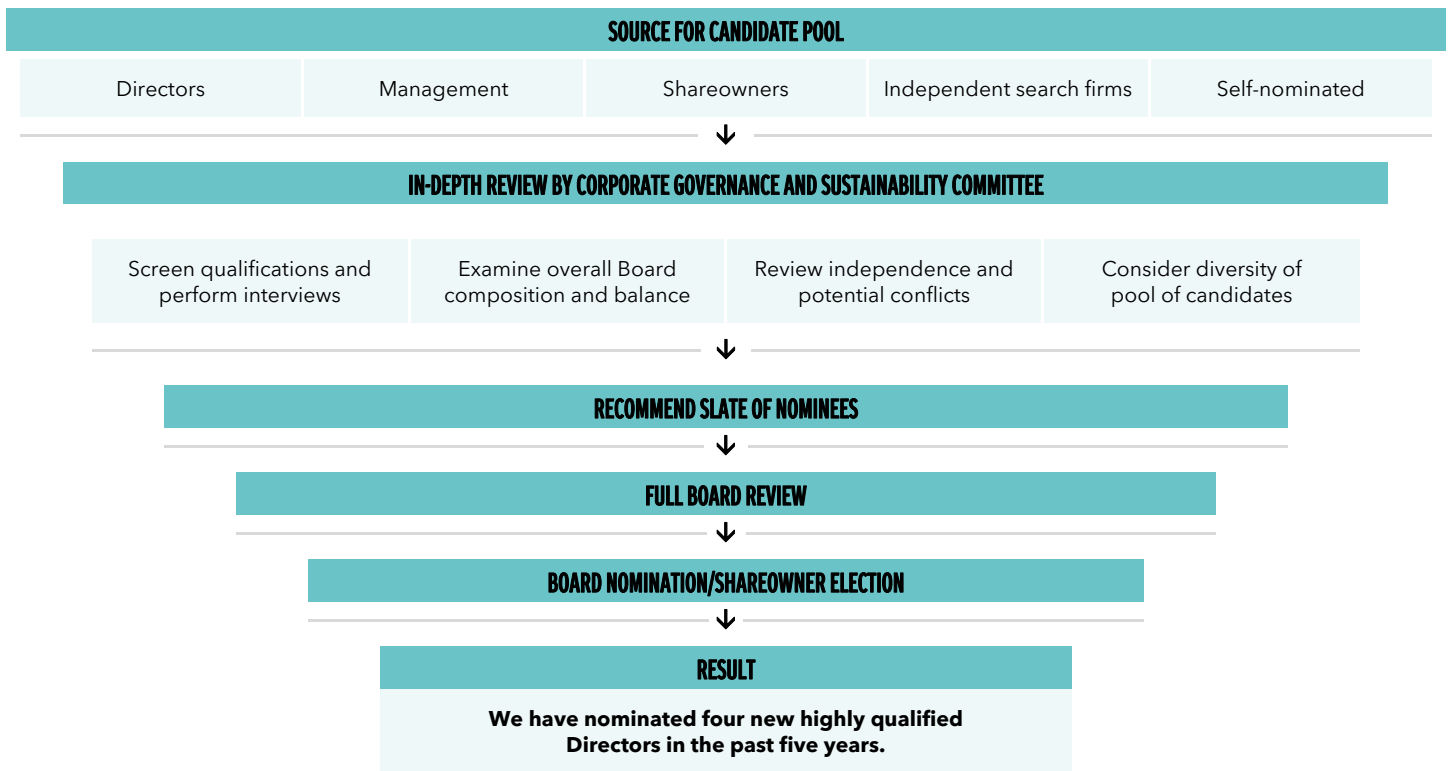 SOURCE FOR CANDIDATE POOL
Directors
Management
Shareowners
Independent search firms
Self-nominated
IN-DEPTH REVIEW BY CORPORATE GOVERNANCE AND SUSTAINABILITY COMMITTEE
Screen qualifications and
perform interviews
Examine overall Board
composition and balance
Review independence and
potential conflicts
Consider diversity of
pool of candidates
RECOMMEND SLATE OF NOMINEES
FULL BOARD REVIEW
BOARD NOMINATION/SHAREOWNER ELECTION
RESULT
We have nominated four new highly qualified
Directors in the past five years.